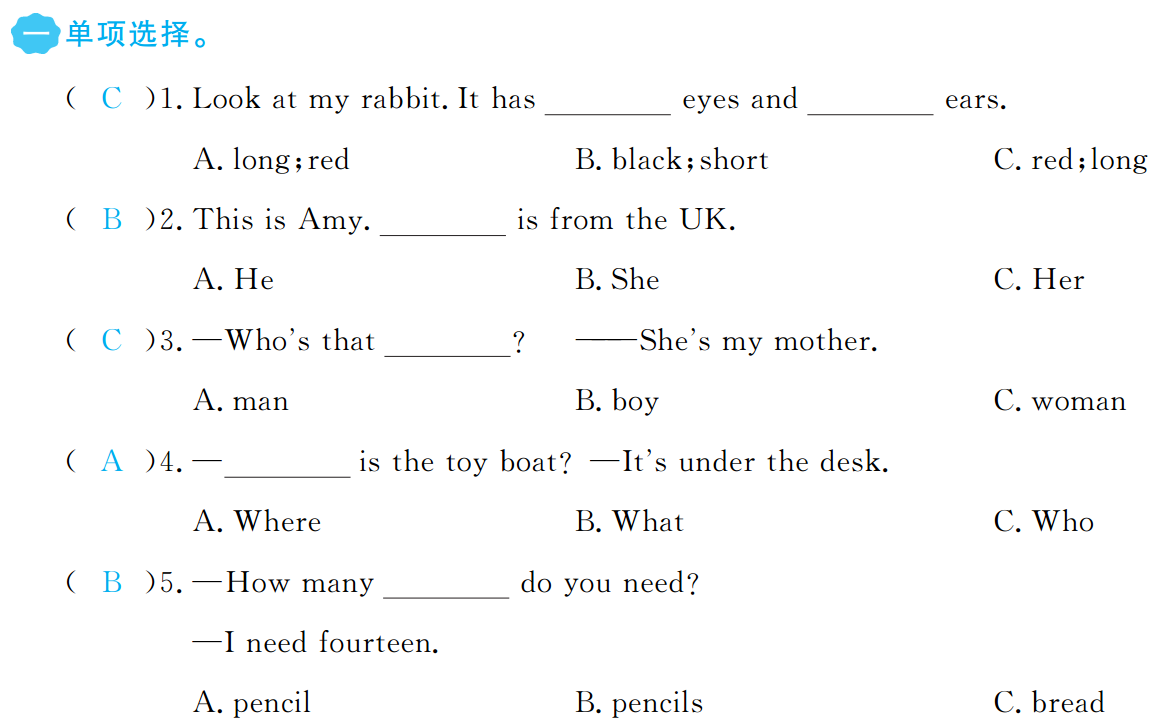 一 单项选择。
( C )1. Look at my rabbit. It has ________ eyes and ________ ears.
A. long;red B. black;short C. red;long
( B )2. This is Amy. ________ is from the UK.
A. He B. She C. Her
( C )3. —Who's that ________? ——She's my mother.
A. man B. boy C. woman
( A )4. —________ is the toy boat? —It's under the desk.
A. Where B. What C. Who
( B )5. —How many ________ do you need?
—I need fourteen.
A. pencil B. pencils C. bread